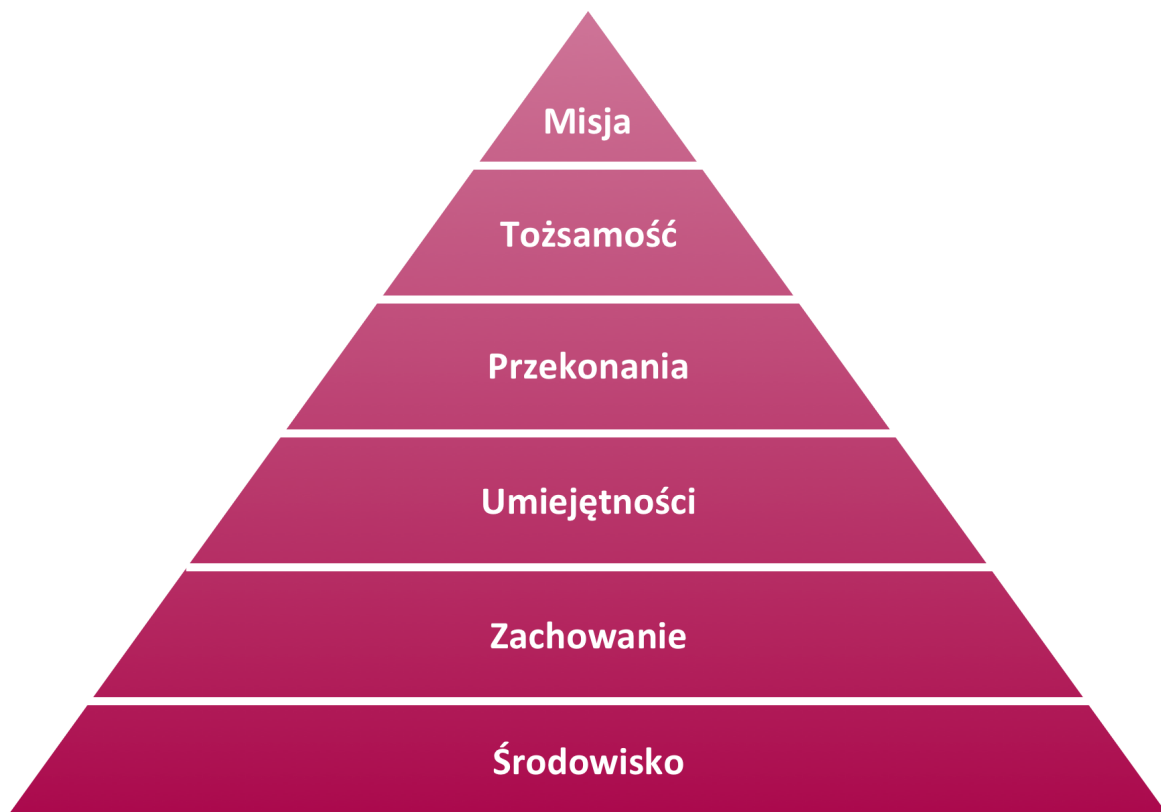 Misja
Tożsamość
Przekonania
Umiejętności
Zachowanie
Środowisko